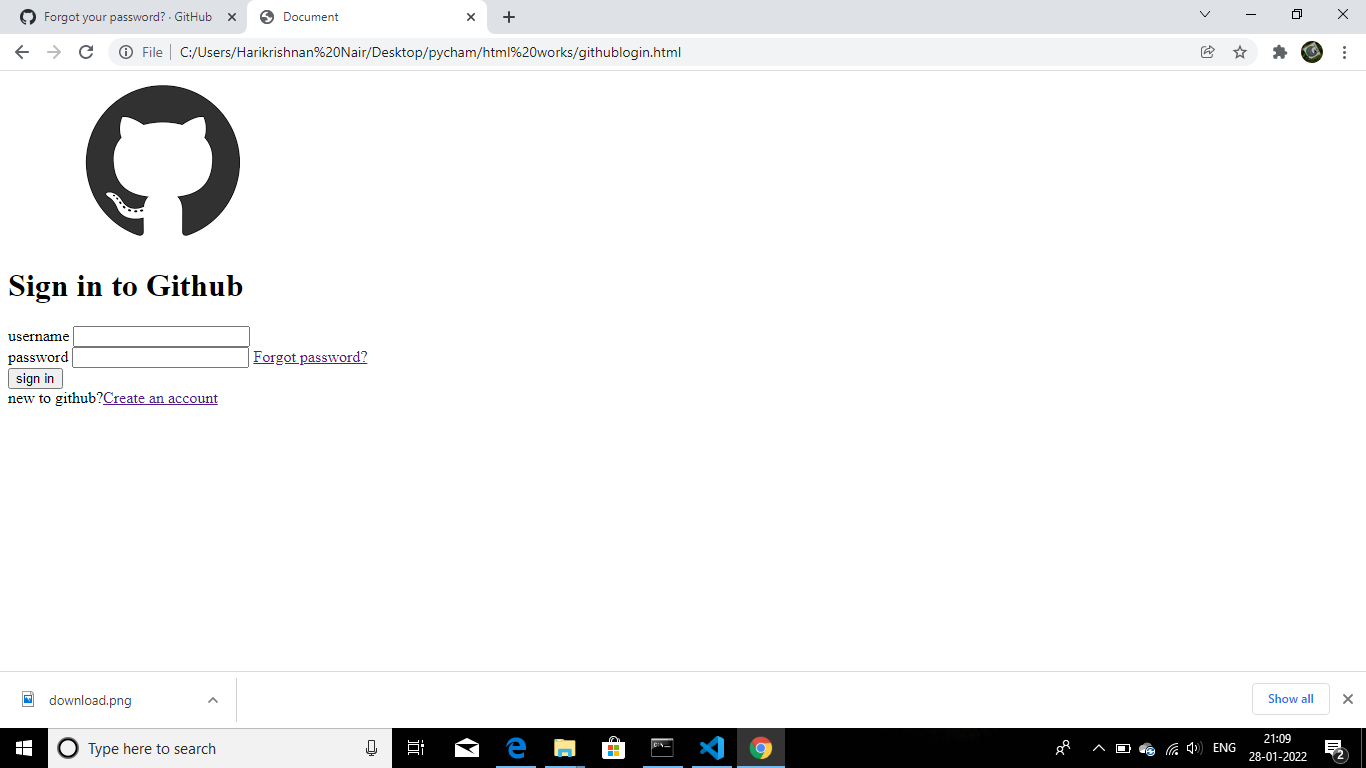 Forgot your password? · GitHub
Document
File
C:/Users/Harikrishnan%20Nair/Desktop/pycham/html%20works/githublogin.html
Sign in to Github
username
password Forgot password?
sign in
new to github?Create an account
download.png
Show all
Type here to search
ENG
21:09
28-01-2022
2